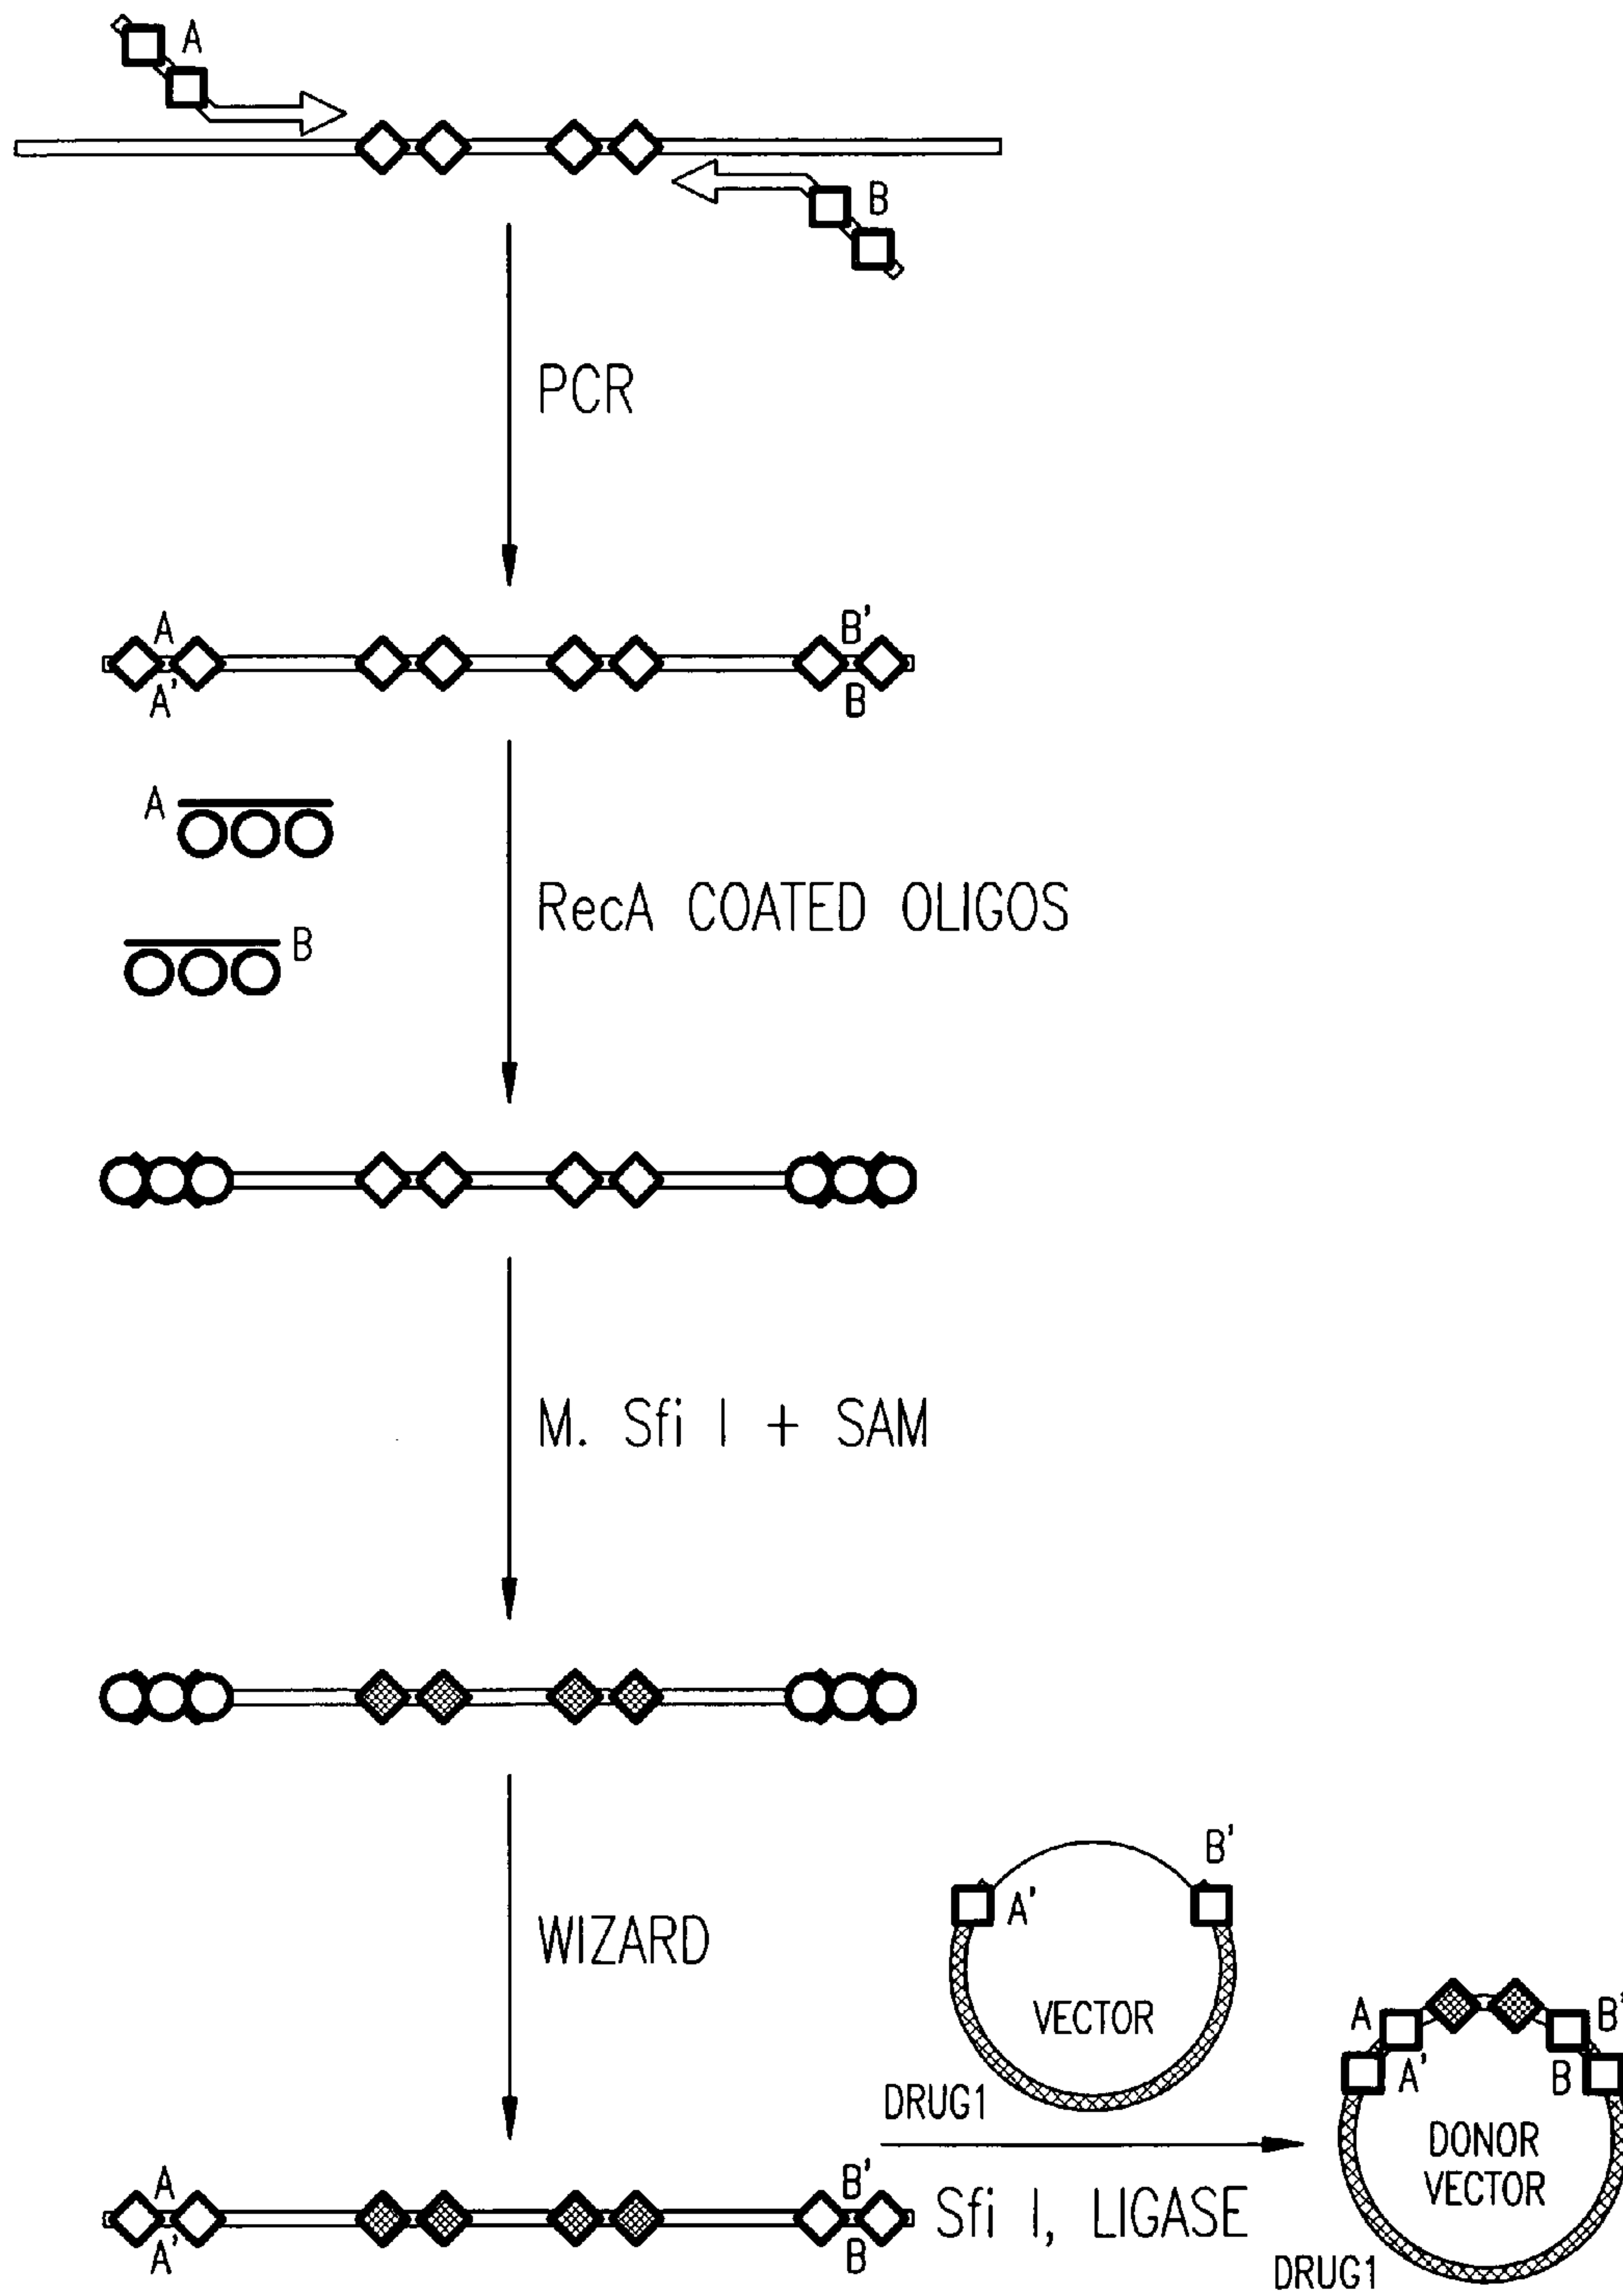 A
B
PCR
A
B'
A'
B
A
RecA COATED OLIGOS
B
M. Sfi I + SAM
B'
A'
WIZARD
VECTOR
A
B'
DRUG1
A'
B
DONOR
VECTOR
A
B'
Sfi I, LIGASE
A'
B
DRUG1